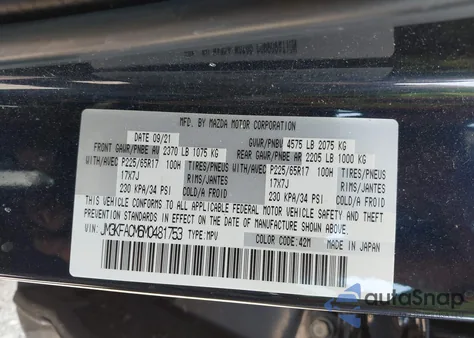 MFD. BY MAZDA MOTOR CORPORATION
DATE 09/21 GVWR/PNBV 4575 LB 2075 KG
FRONT GAWR/PNBE AV 2370 LB 1075 KG REAR GAWR/PNBE AR 2205 LB 1000 KG
WITH/AVEC P225/65R17 100H TIRES/PNEUS WITH/AVEC P225/65R17 100H
17X7J RIMS/JANTES 17X7J RIMS/JANTES
230 KPA/34 PSI COLD/A FROID 230 KPA/34 PSI COLD/A FROID
THIS VEHICLE CONFORMS TO ALL APPLICABLE FEDERAL MOTOR VEHICLE SAFETY AND THEFT
PREVENTION STANDARDS IN EFFECT ON THE DATE OF MANUFACTURE SHOWN ABOVE.
VIN: JM3KFACM6M0481753 TYPE: MPV COLOR CODE: 42M MADE IN JAPAN
autoSnap